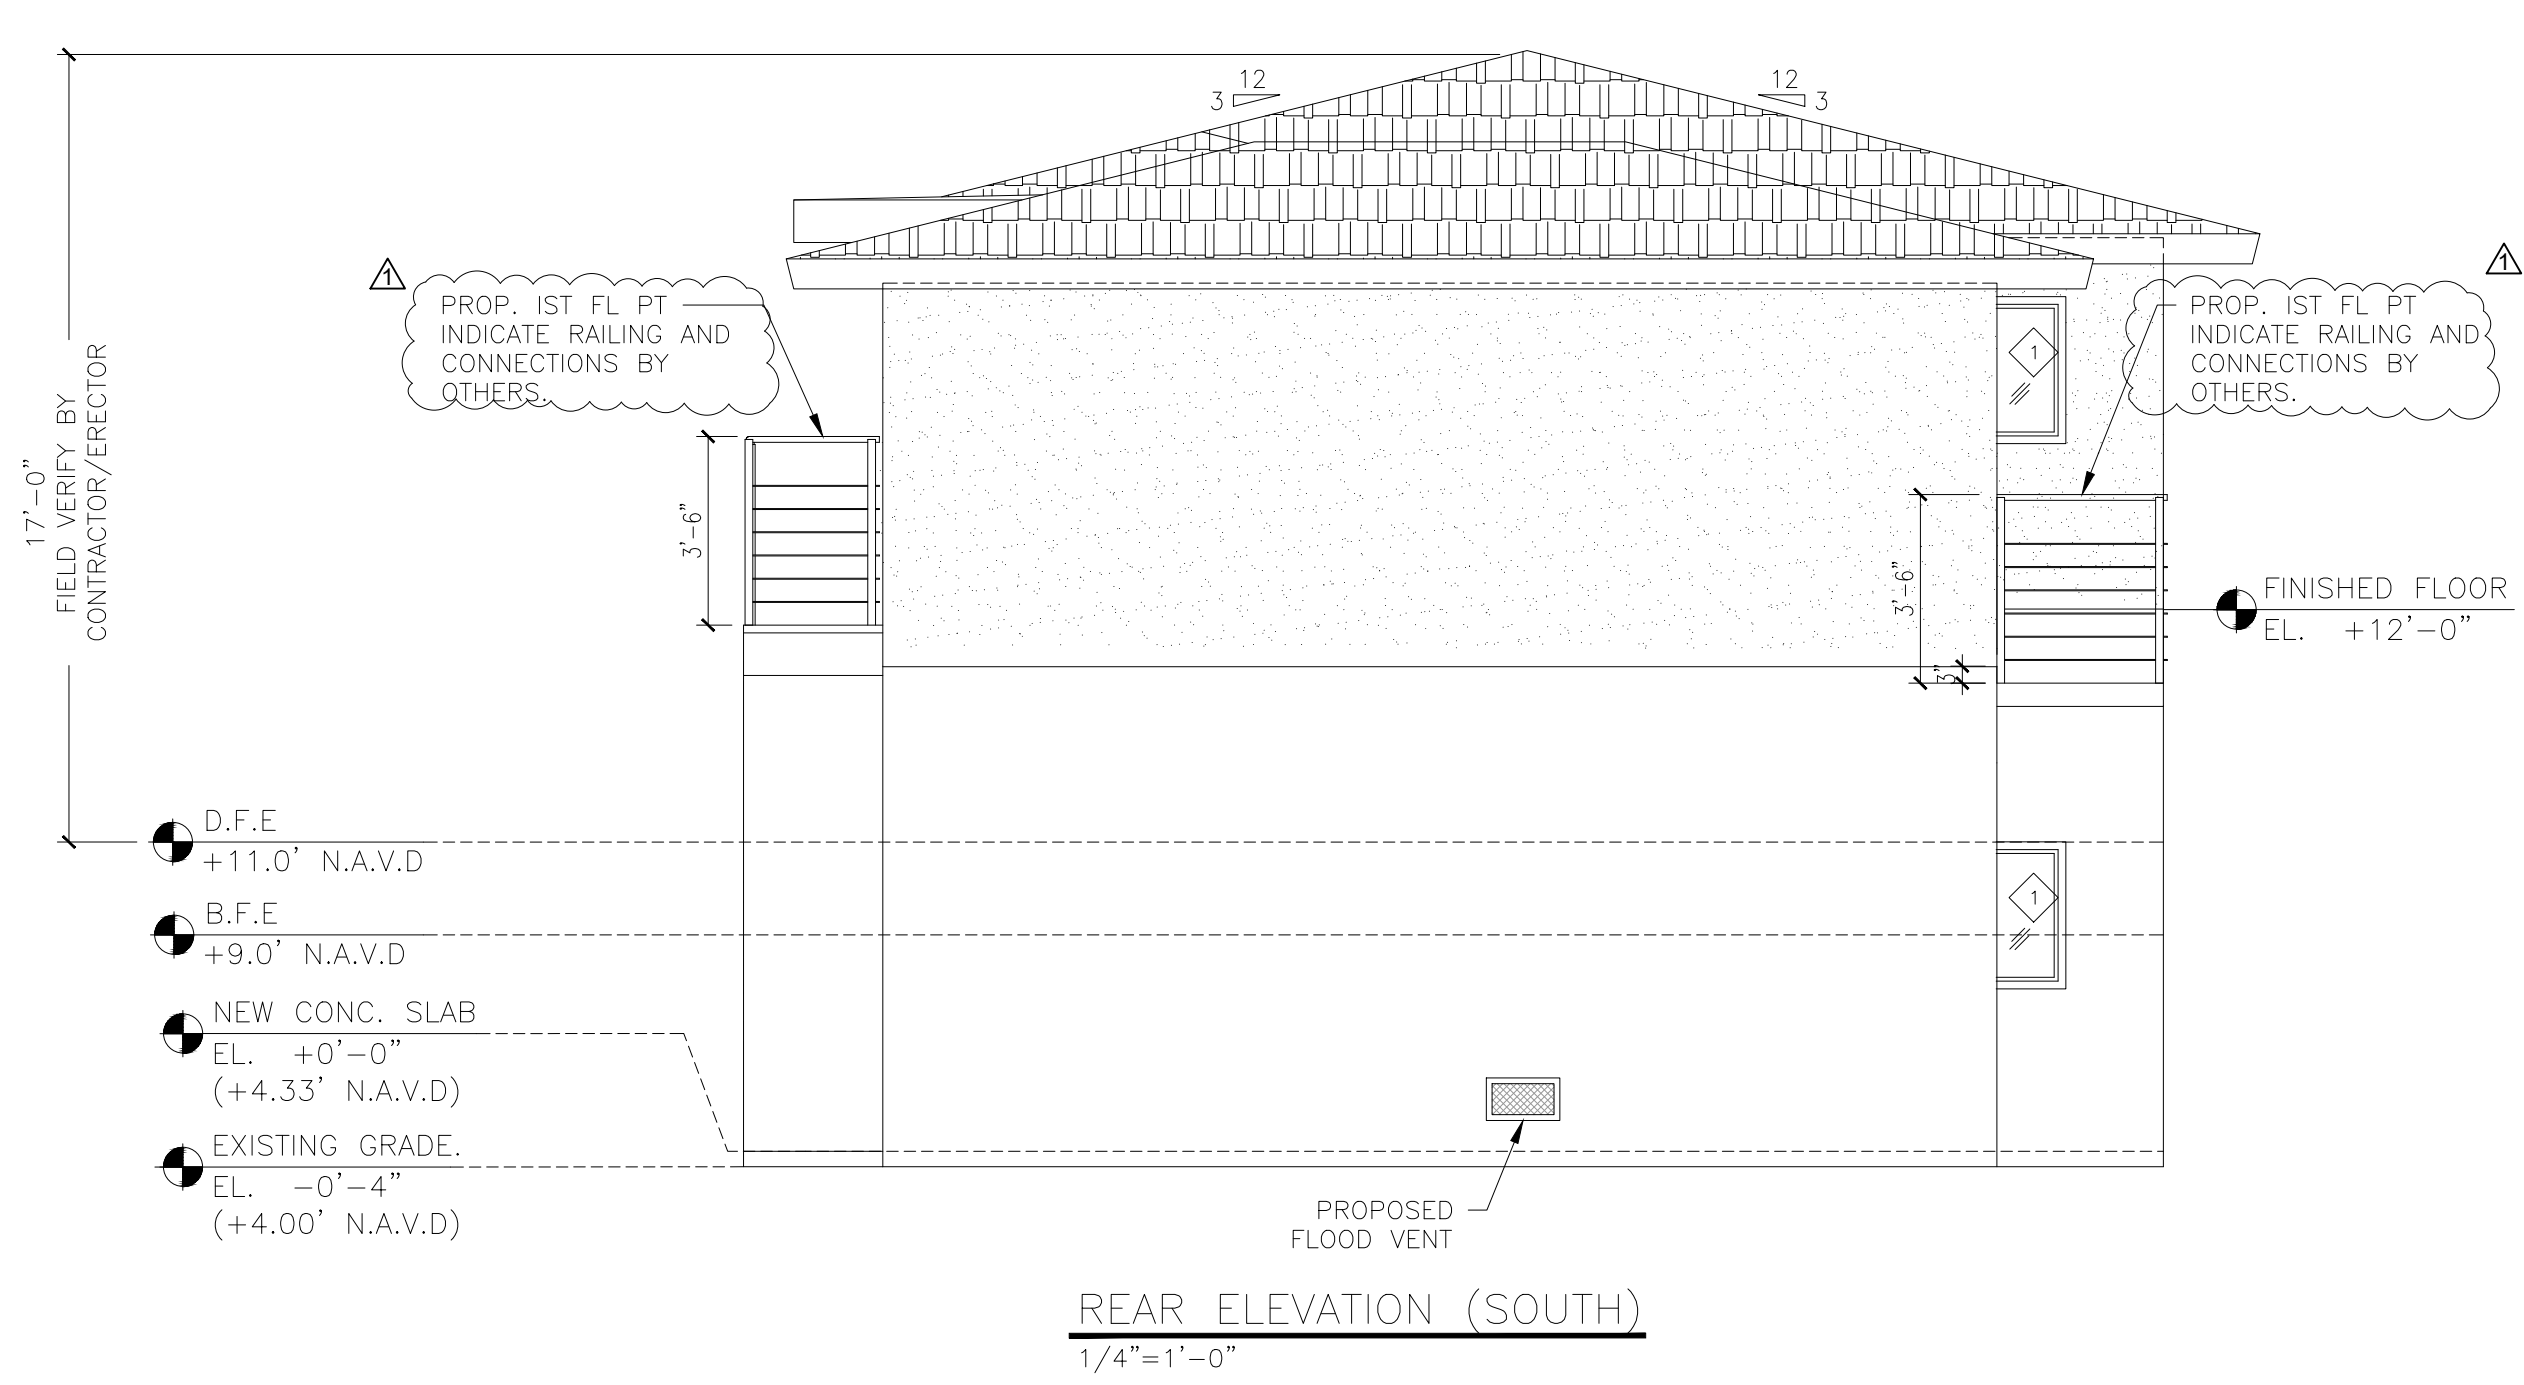 12
3
12
3
1
PROP. IST FL PT
INDICATE RAILING AND
CONNECTIONS BY
OTHERS.
1
PROP. IST FL PT
INDICATE RAILING AND
CONNECTIONS BY
OTHERS.
17'-0"
FIELD VERIFY BY
CONTRACTOR/ERECTOR
1
3'-6"
3'-6"
3"
FINISHED FLOOR
EL. +12'-0"
D.F.E
+11.0' N.A.V.D
B.F.E
+9.0' N.A.V.D
1
NEW CONC. SLAB
EL. +0'-0"
(+4.33' N.A.V.D)
EXISTING GRADE.
EL. -0'-4"
(+4.00' N.A.V.D)
PROPOSED
FLOOD VENT
REAR ELEVATION (SOUTH)
1/4"=1'-0"